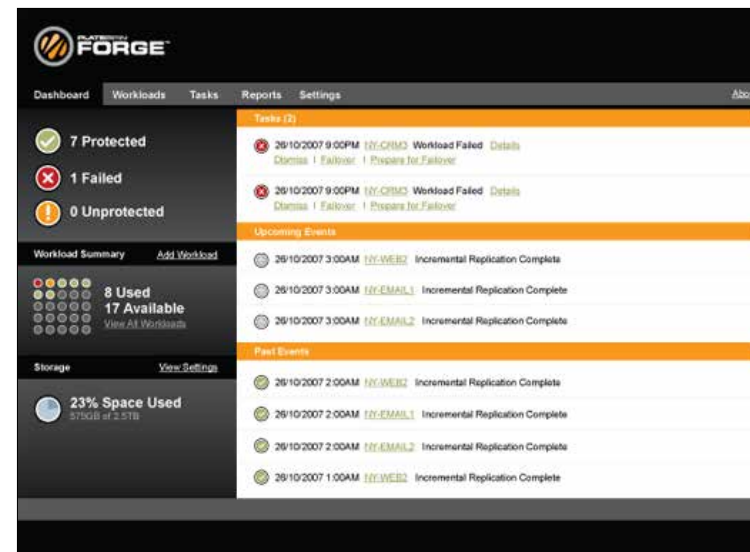 PLATESPIN
FORGE
Dashboard Workloads Tasks Reports Settings
Abo
7 Protected
1 Failed
0 Unprotected
Workload Summary Add Workload
8 Used
17 Available
View All Workloads
Storage View Settings
23% Space Used
575GB of 2.5TB
Tasks (2)
26/10/2007 9:00PM NY-CRM3 Workload Failed Details
Dismiss | Failover | Prepare for Failover
26/10/2007 9:00PM NY-CRM3 Workload Failed Details
Dismiss | Failover | Prepare for Failover
Upcoming Events
26/10/2007 3:00AM NY-WEB2 Incremental Replication Complete
26/10/2007 3:00AM NY-EMAIL1 Incremental Replication Complete
26/10/2007 3:00AM NY-EMAIL2 Incremental Replication Complete
Past Events
26/10/2007 2:00AM NY-WEB2 Incremental Replication Complete
26/10/2007 2:00AM NY-EMAIL1 Incremental Replication Complete
26/10/2007 2:00AM NY-EMAIL2 Incremental Replication Complete
26/10/2007 1:00AM NY-WEB2 Incremental Replication Complete